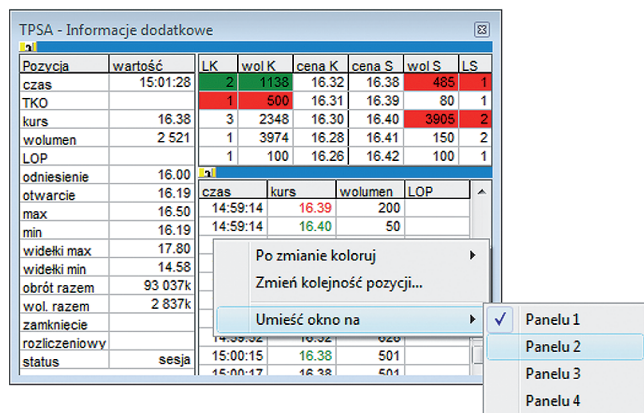 TPSA - Informacje dodatkowe
Pozycja wartość
czas 15:01:28
TKO
kurs 16.38
wolumen 2 521
LOP
odniesienie 16.00
otwarcie 16.19
max 16.50
min 16.19
widełki max 17.80
widełki min 14.58
obrót razem 93 037k
wol. razem 2 837k
zamknięcie
rozliczeniowy
status sesja
LK wol K cena K cena S wol S LS
2 1138 16.32 16.38 485 1
1 500 16.31 16.39 80 1
3 2348 16.30 16.40 3905 2
1 3974 16.28 16.41 150 2
1 100 16.26 16.42 100 1
czas kurs wolumen LOP
14:59:14 16.39 200
14:59:14 16.40 50
Po zmianie koloruj
Zmień kolejność pozycji...
Umieść okno na
15:00:15 16.38 501
15:00:17 16.38 501
Panelu 1
Panelu 2
Panelu 3
Panelu 4